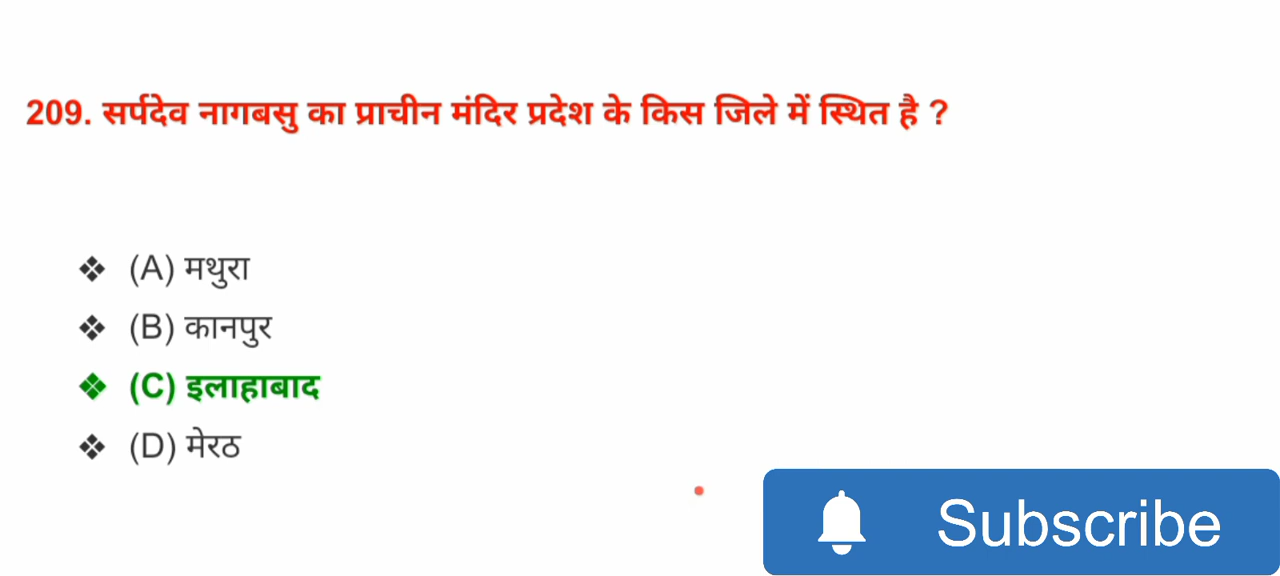 209. सर्पदेव नागबसु का प्राचीन मंदिर प्रदेश के किस जिले में स्थित है ?
❖ (A) मथुरा
❖ (B) कानपुर
❖ (C) इलाहाबाद
❖ (D) मेरठ
Subscribe